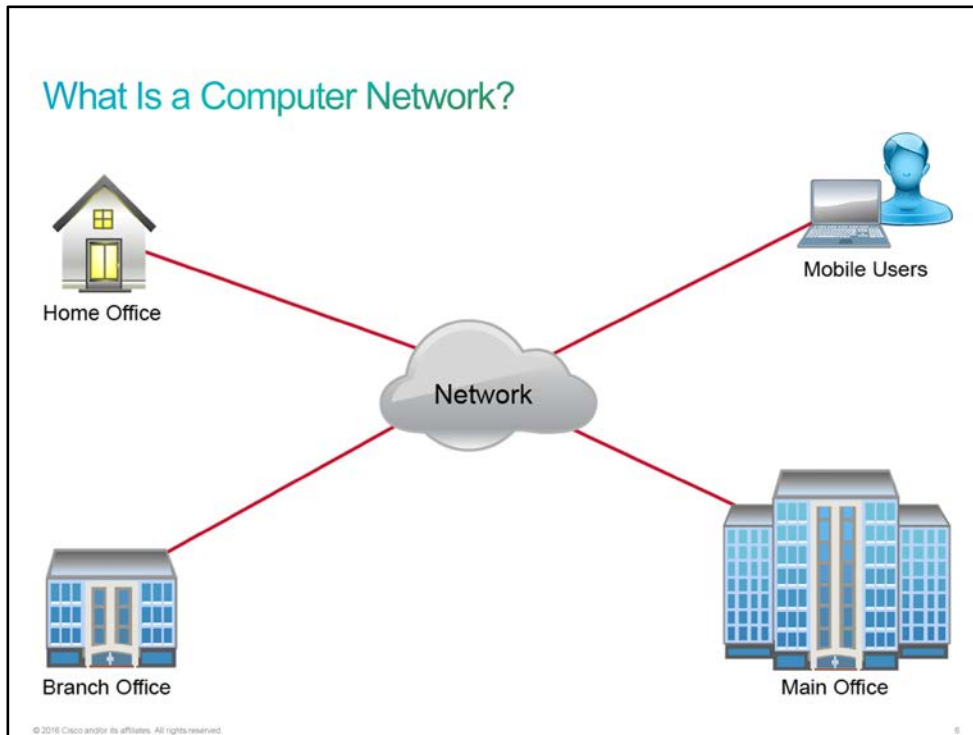 What Is a Computer Network?
Mobile Users
Home Office
Network
Branch Office
Main Office
© 2016 Cisco and/or its affiliates. All rights reserved.
6